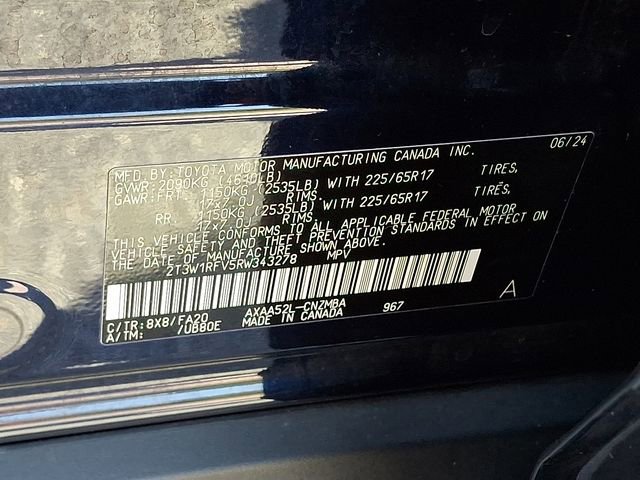 MFD.BY:TOYOTA MOTOR MANUFACTURING CANADA INC. 06/24
GVWR:2090KG (4610LB)
GAWR:FRT 1150KG (2535LB) WITH 225/65R17 TIRES,
17x7.0J RIMS.
RR 1150KG (2535LB) WITH 225/65R17 TIRES,
17x7.0J RIMS.
THIS VEHICLE CONFORMS TO ALL APPLICABLE FEDERAL MOTOR
VEHICLE SAFETY AND THEFT PREVENTION STANDARDS IN EFFECT ON
THE DATE OF MANUFACTURE SHOWN ABOVE.
2T3W1RFV5RW343278 MPV
C/TR:8X8/FA20 AXAA52L-CNZMBA 967 A
A/TM: /UB80E MADE IN CANADA